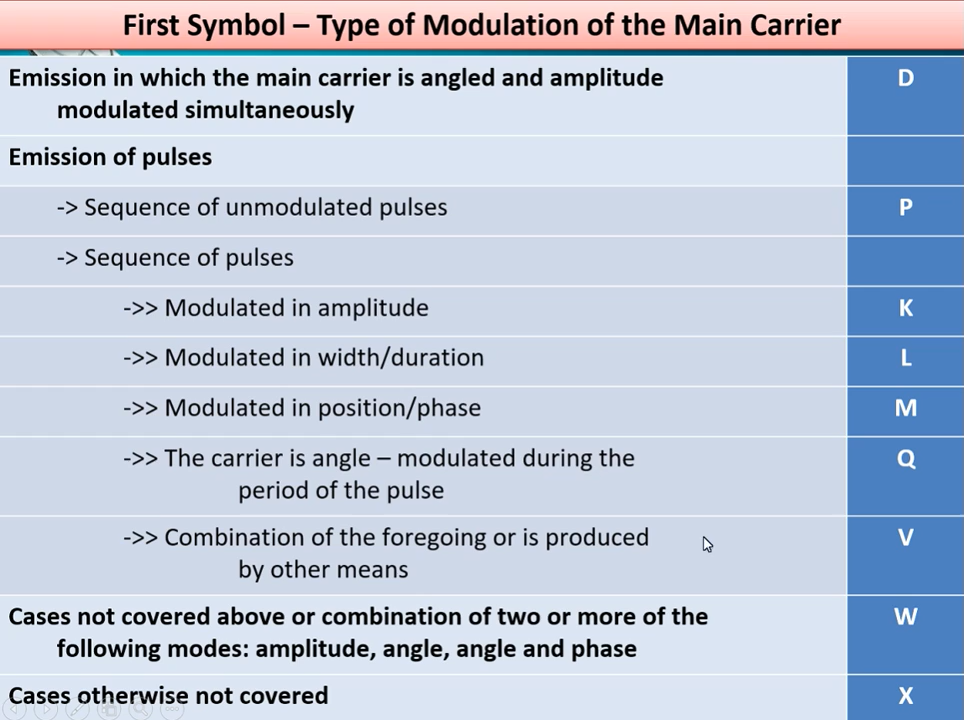 First Symbol – Type of Modulation of the Main Carrier
Emission in which the main carrier is angled and amplitude D
modulated simultaneously
Emission of pulses
-> Sequence of unmodulated pulses P
-> Sequence of pulses
->> Modulated in amplitude K
->> Modulated in width/duration L
->> Modulated in position/phase M
->> The carrier is angle – modulated during the Q
period of the pulse
->> Combination of the foregoing or is produced V
by other means
Cases not covered above or combination of two or more of the W
following modes: amplitude, angle, angle and phase
Cases otherwise not covered X